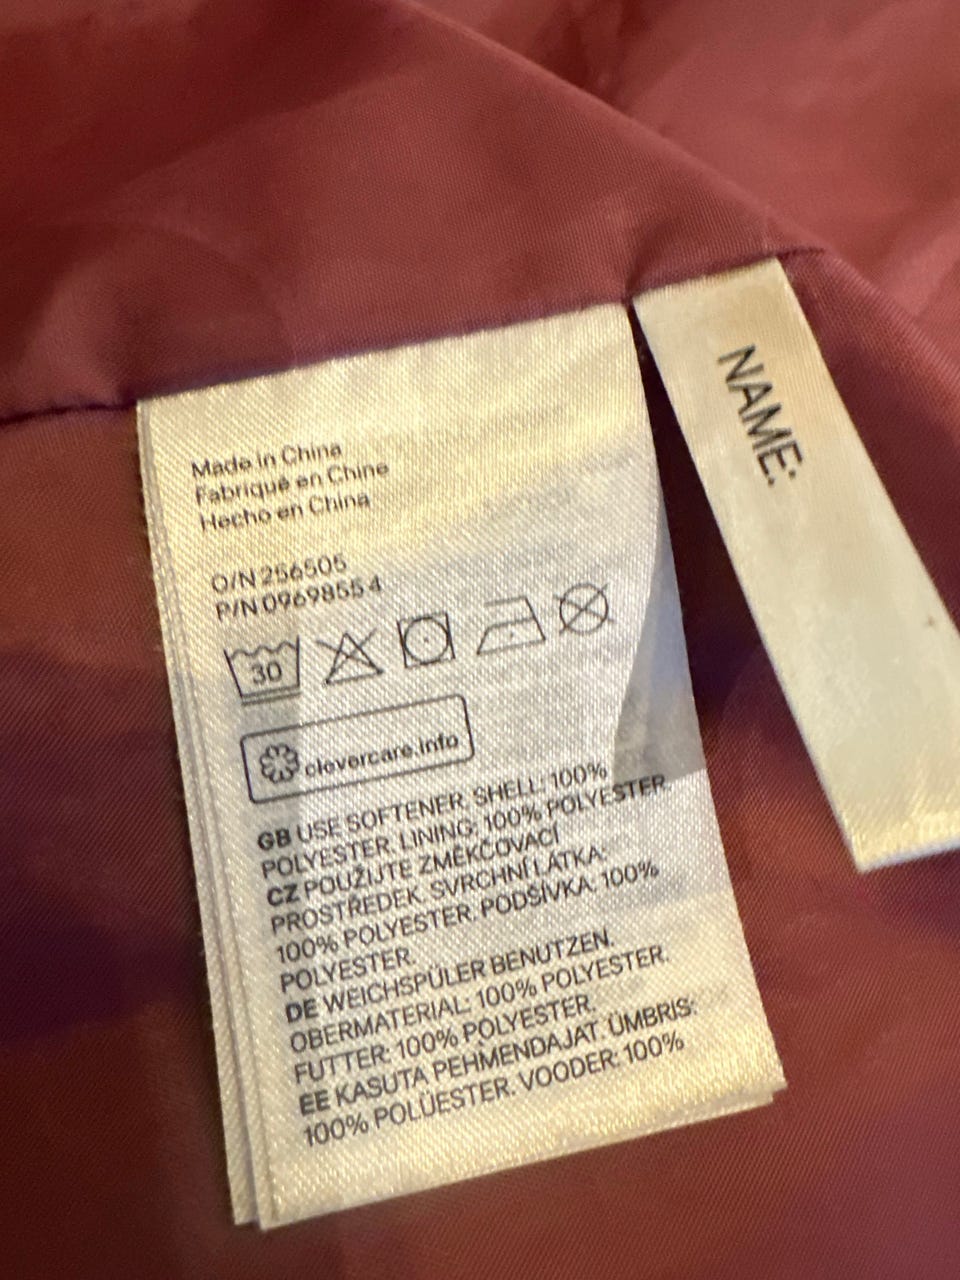 Made in China
Fabriqué en Chine
Hecho en China
O/N 256505
P/N 09698554
30
clevercare.info
GB USE SOFTENER. SHELL: 100%
POLYESTER. LINING: 100% POLYESTER.
CZ POUŽIJTE ZMĚKČOVACÍ
PROSTŘEDEK. SVRCHNÍ LÁTKA:
100% POLYESTER. PODŠÍVKA: 100%
POLYESTER.
DE WEICHSPÜLER BENUTZEN.
OBERMATERIAL: 100% POLYESTER.
FUTTER: 100% POLYESTER.
EE KASUTA PEHMENDAJAT. ÜMBRIS:
100% POLÜESTER. VOODER: 100%
NAME: